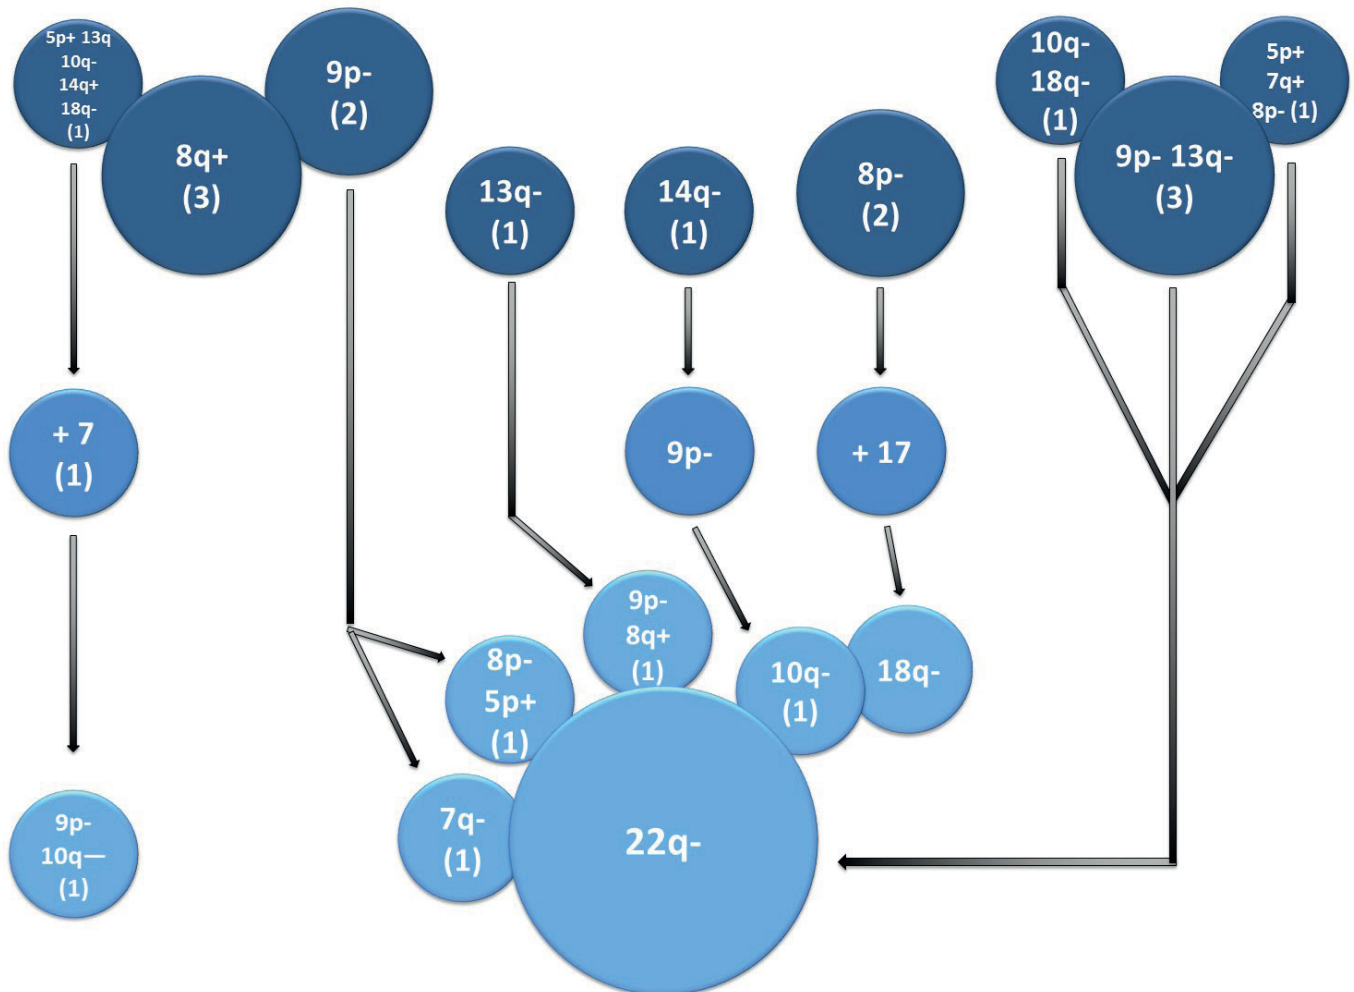 5p+ 13q
10q-
14q+
18q-
(1)
8q+
(3)
9p-
(2)
13q-
(1)
14q-
(1)
8p-
(2)
10q-
18q-
(1)
9p- 13q-
(3)
5p+
7q+
8p- (1)
+ 7
(1)
9p-
+ 17
9p-
8q+
(1)
8p-
5p+
(1)
10q-
(1)
18q-
7q-
(1)
22q-
9p-
10q—
(1)